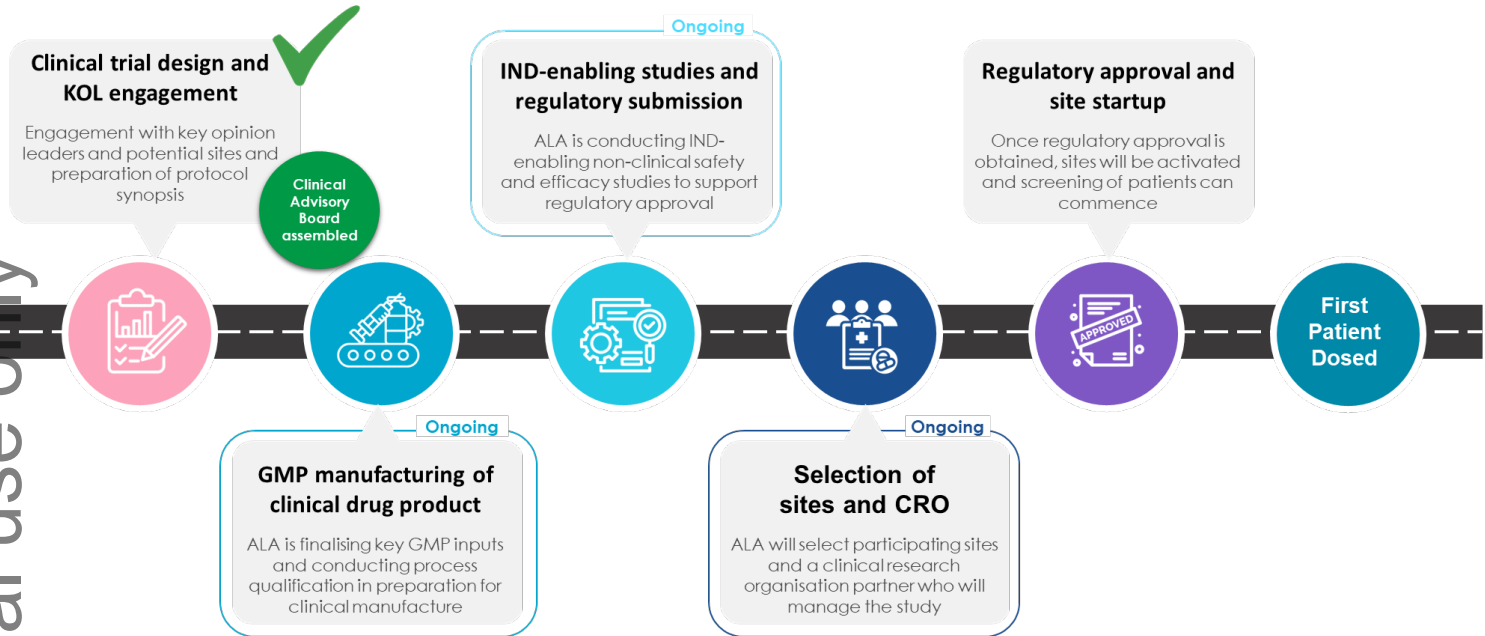 Clinical trial design and
KOL engagement
Engagement with key opinion
leaders and potential sites and
preparation of protocol
synopsis
Clinical
Advisory
Board
assembled
Ongoing
IND-enabling studies and
regulatory submission
ALA is conducting IND-
enabling non-clinical safety
and efficacy studies to support
regulatory approval
Regulatory approval and
site startup
Once regulatory approval is
obtained, sites will be activated
and screening of patients can
commence
APPROVED
First
Patient
Dosed
Ongoing
GMP manufacturing of
clinical drug product
ALA is finalising key GMP inputs
and conducting process
qualification in preparation for
clinical manufacture
Ongoing
Selection of
sites and CRO
ALA will select participating sites
and a clinical research
organisation partner who will
manage the study
al use only